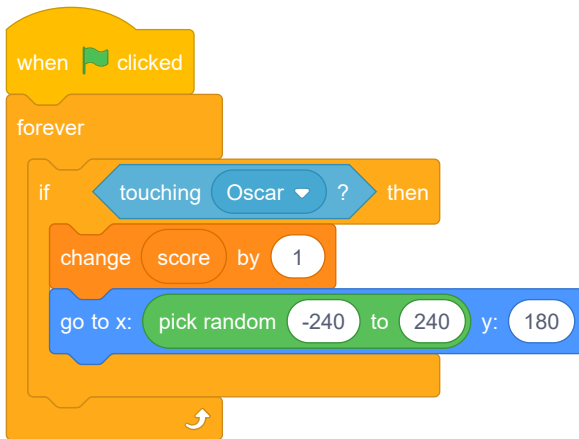 when clicked
forever
if touching Oscar ? then
change score by 1
go to x: pick random -240 to 240 y: 180